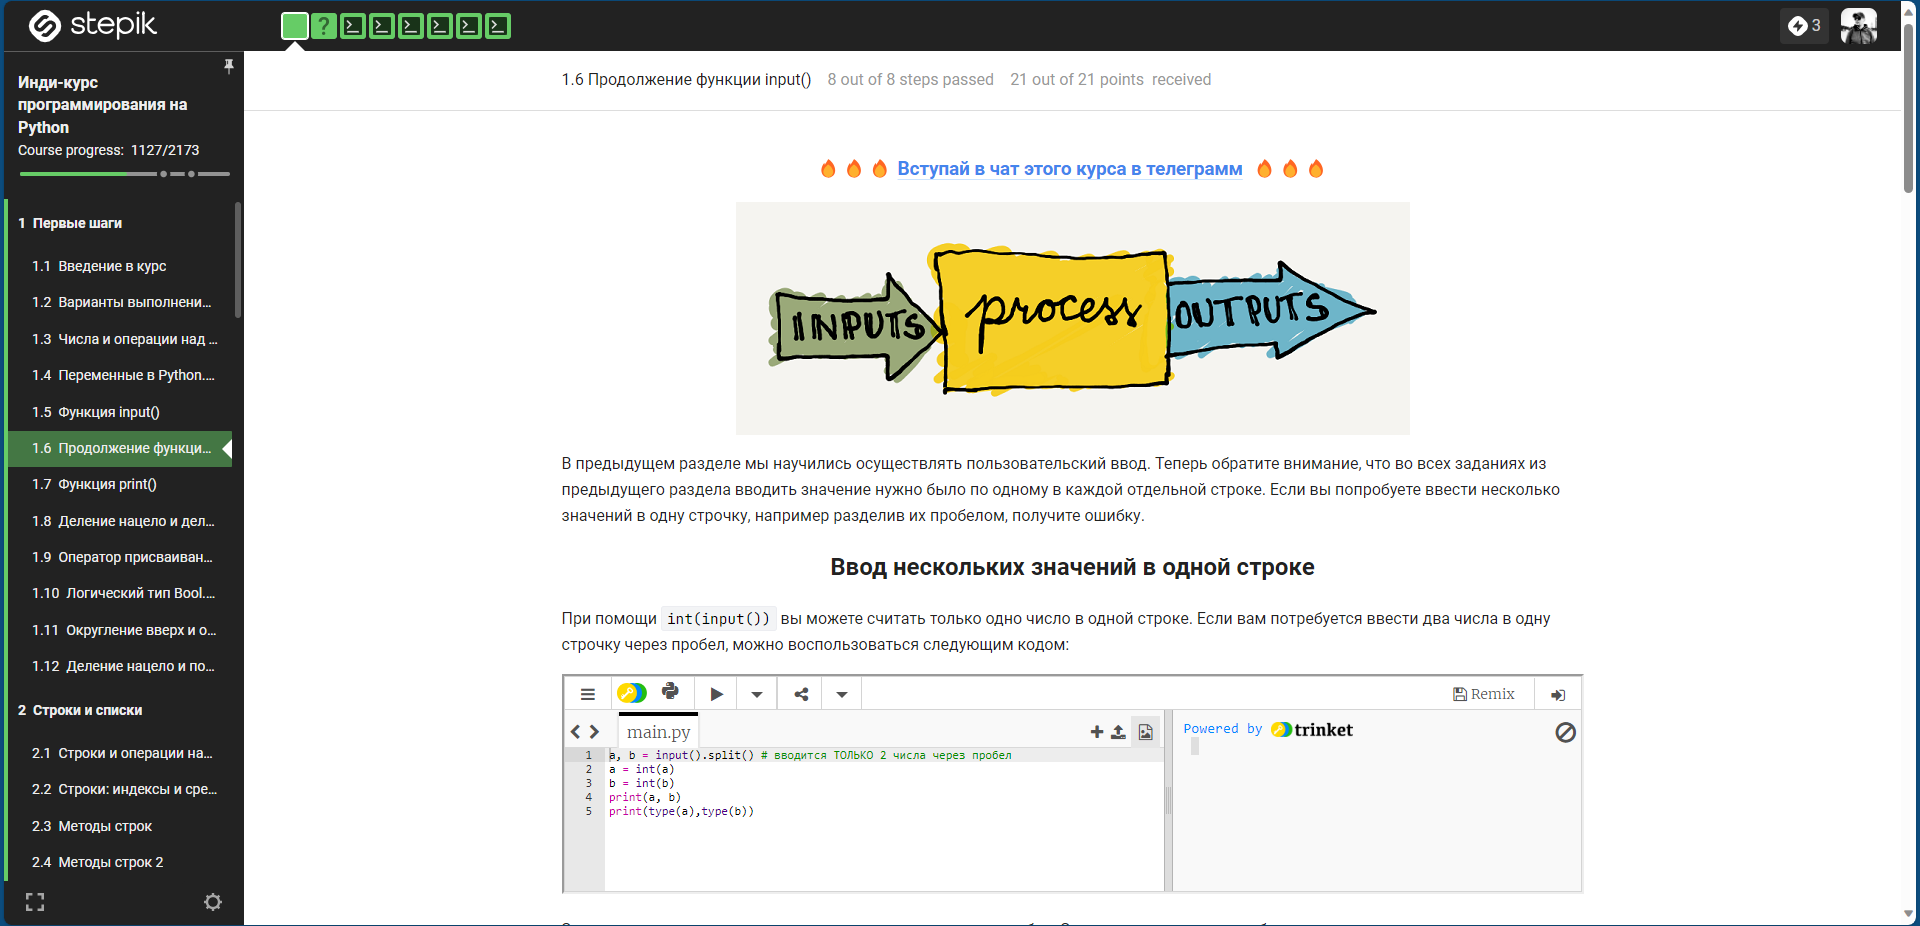 stepik
?
3
Инди-курс
программирования на
Python
Course progress: 1127/2173
1 Первые шаги
1.1 Введение в курс
1.2 Варианты выполнени...
1.3 Числа и операции над ...
1.4 Переменные в Python....
1.5 Функция input()
1.6 Продолжение функци...
1.7 Функция print()
1.8 Деление нацело и дел...
1.9 Оператор присваиван...
1.10 Логический тип Bool....
1.11 Округление вверх и о...
1.12 Деление нацело и по...
2 Строки и списки
2.1 Строки и операции на...
2.2 Строки: индексы и сре...
2.3 Методы строк
2.4 Методы строк 2
1.6 Продолжение функции input() 8 out of 8 steps passed 21 out of 21 points received
Вступай в чат этого курса в телеграмм
INPUTS process OUTPUTS
В предыдущем разделе мы научились осуществлять пользовательский ввод. Теперь обратите внимание, что во всех заданиях из
предыдущего раздела вводить значение нужно было по одному в каждой отдельной строке. Если вы попробуете ввести несколько
значений в одну строчку, например разделив их пробелом, получите ошибку.
Ввод нескольких значений в одной строке
При помощи int(input()) вы можете считать только одно число в одной строке. Если вам потребуется ввести два числа в одну
строчку через пробел, можно воспользоваться следующим кодом:
Remix
main.py
Powered by trinket
1 a, b = input().split() # вводится ТОЛЬКО 2 числа через пробел
2 a = int(a)
3 b = int(b)
4 print(a, b)
5 print(type(a),type(b))